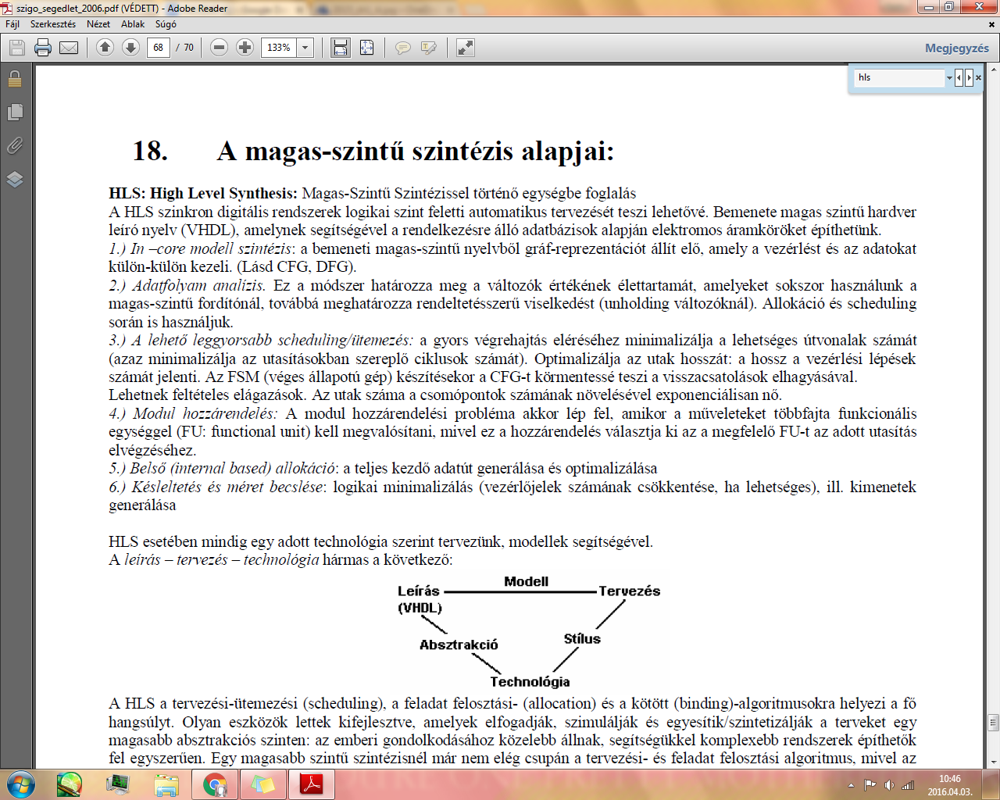 szigo_segedlet_2006.pdf (VÉDETT) - Adobe Reader
Fájl Szerkesztés Nézet Ablak Súgó
68 / 70 133% Megjegyzés
hls
18. A magas-szintű szintézis alapjai:
HLS: High Level Synthesis: Magas-Szintű Szintézissel történő egységbe foglalás
A HLS szinkron digitális rendszerek logikai szint feletti automatikus tervezését teszi lehetővé. Bemenete magas szintű hardver
leíró nyelv (VHDL), amelynek segítségével a rendelkezésre álló adatbázisok alapján elektromos áramköröket építhetünk.
1.) In –core modell szintézis: a bemeneti magas-szintű nyelvből gráf-reprezentációt állít elő, amely a vezérlést és az adatokat
külön-külön kezeli. (Lásd CFG, DFG).
2.) Adatfolyam analízis. Ez a módszer határozza meg a változók értékének élettartamát, amelyeket sokszor használunk a
magas-szintű fordítónál, továbbá meghatározza rendeltetésszerű viselkedést (unholding változóknál). Allokáció és scheduling
során is használjuk.
3.) A lehető leggyorsabb scheduling/ütemezés: a gyors végrehajtás eléréséhez minimalizálja a lehetséges útvonalak számát
(azaz minimalizálja az utasításokban szereplő ciklusok számát). Optimalizálja az utak hosszát: a hossz a vezérlési lépések
számát jelenti. Az FSM (véges állapotú gép) készítésekor a CFG-t körmentessé teszi a visszacsatolások elhagyásával.
Lehetnek feltételes elágazások. Az utak száma a csomópontok számának növelésével exponenciálisan nő.
4.) Modul hozzárendelés: A modul hozzárendelési probléma akkor lép fel, amikor a műveleteket többfajta funkcionális
egységgel (FU: functional unit) kell megvalósítani, mivel ez a hozzárendelés választja ki az a megfelelő FU-t az adott utasítás
elvégzéséhez.
5.) Belső (internal based) allokáció: a teljes kezdő adatút generálása és optimalizálása
6.) Késleltetés és méret becslése: logikai minimalizálás (vezérlőjelek számának csökkentése, ha lehetséges), ill. kimenetek
generálása
HLS esetében mindig egy adott technológia szerint tervezünk, modellek segítségével.
A leírás – tervezés – technológia hármas a következő:
Modell
Leírás Tervezés
(VHDL)
Absztrakció Stílus
Technológia
A HLS a tervezési-ütemezési (scheduling), a feladat felosztási- (allocation) és a kötött (binding)-algoritmusokra helyezi a fő
hangsúlyt. Olyan eszközök lettek kifejlesztve, amelyek elfogadják, szimulálják és egyesítik/szintetizálják a terveket egy
magasabb absztrakciós szinten: az emberi gondolkodásához közelebb állnak, segítségükkel komplexebb rendszerek építhetők
fel egyszerűen. Egy magasabb szintű szintézisnél már nem elég csupán a tervezési- és feladat felosztási algoritmus, mivel az
10:46
2016.04.03.